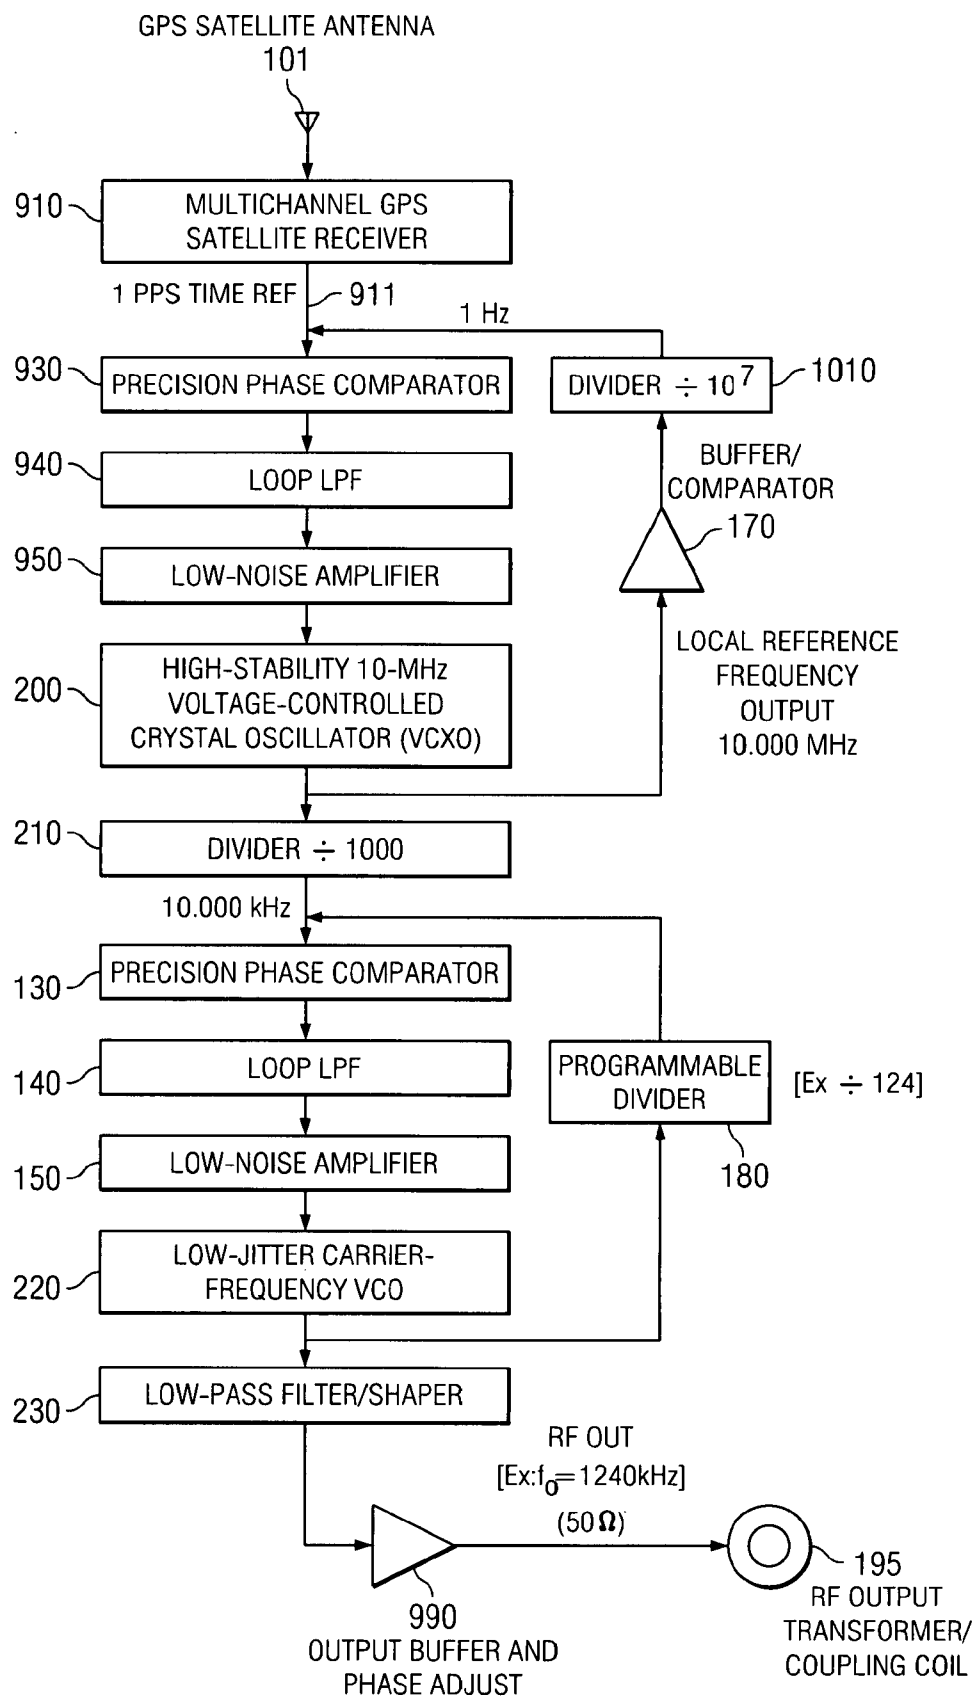 GPS SATELLITE ANTENNA
101
910
MULTICHANNEL GPS
SATELLITE RECEIVER
1 PPS TIME REF
911
1 Hz
930
PRECISION PHASE COMPARATOR
DIVIDER ÷ 10⁷
1010
940
LOOP LPF
BUFFER/
COMPARATOR
170
950
LOW-NOISE AMPLIFIER
200
HIGH-STABILITY 10-MHz
VOLTAGE-CONTROLLED
CRYSTAL OSCILLATOR (VCXO)
LOCAL REFERENCE
FREQUENCY
OUTPUT
10.000 MHz
210
DIVIDER ÷ 1000
10.000 kHz
130
PRECISION PHASE COMPARATOR
140
LOOP LPF
PROGRAMMABLE
DIVIDER
[Ex ÷ 124]
180
150
LOW-NOISE AMPLIFIER
220
LOW-JITTER CARRIER-
FREQUENCY VCO
230
LOW-PASS FILTER/SHAPER
RF OUT
[Ex:f₀=1240kHz]
(50Ω)
990
OUTPUT BUFFER AND
PHASE ADJUST
195
RF OUTPUT
TRANSFORMER/
COUPLING COIL